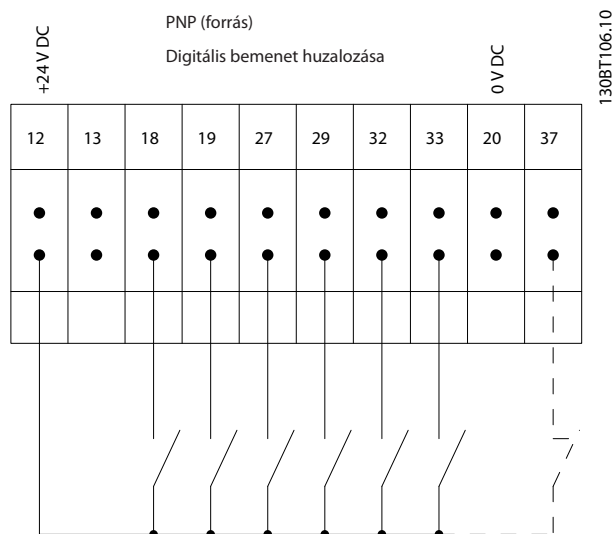 PNP (forrás)
Digitális bemenet huzalozása
+24 V DC
0 V DC
130BT106.10
12 13 18 19 27 29 32 33 20 37